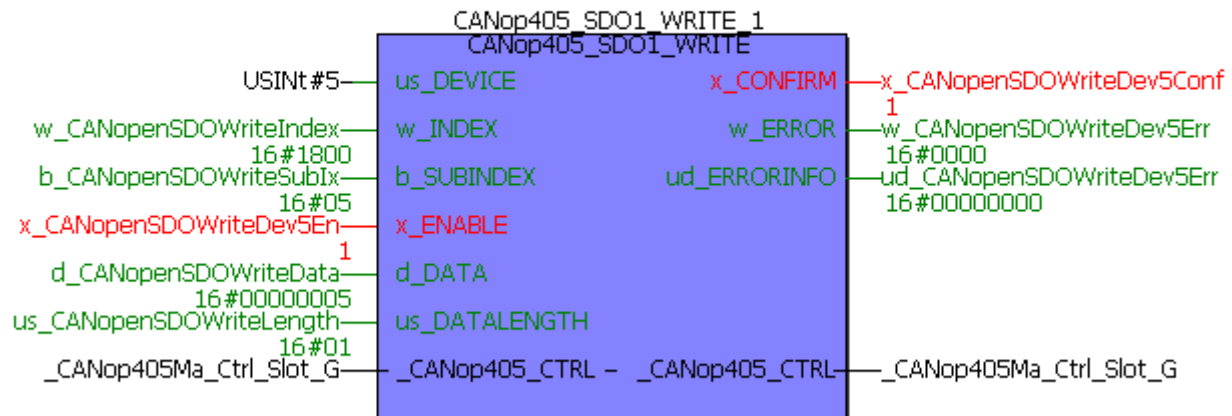 CANop405_SDO1_WRITE_1
CANop405_SDO1_WRITE
USINt#5 us_DEVICE x_CONFIRM x_CANopenSDOWriteDev5Conf
1
w_CANopenSDOWriteIndex w_INDEX w_ERROR w_CANopenSDOWriteDev5Err
16#1800 16#0000
b_CANopenSDOWriteSubIx b_SUBINDEX ud_ERRORINFO ud_CANopenSDOWriteDev5Err
16#05 16#00000000
x_CANopenSDOWriteDev5En x_ENABLE
1
d_CANopenSDOWriteData d_DATA
16#00000005
us_CANopenSDOWriteLength us_DATALENGTH
16#01
_CANop405Ma_Ctrl_Slot_G _CANop405_CTRL – _CANop405_CTRL _CANop405Ma_Ctrl_Slot_G